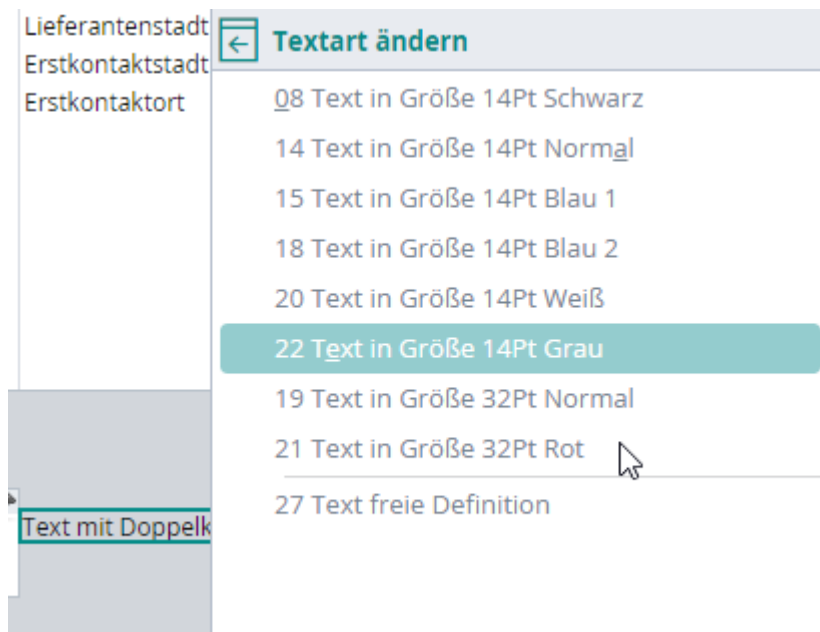 Lieferantenstadt
Erstkontaktstadt
Erstkontaktort
Textart ändern
08 Text in Größe 14Pt Schwarz
14 Text in Größe 14Pt Normal
15 Text in Größe 14Pt Blau 1
18 Text in Größe 14Pt Blau 2
20 Text in Größe 14Pt Weiß
22 Text in Größe 14Pt Grau
19 Text in Größe 32Pt Normal
21 Text in Größe 32Pt Rot
27 Text freie Definition
Text mit Doppelk